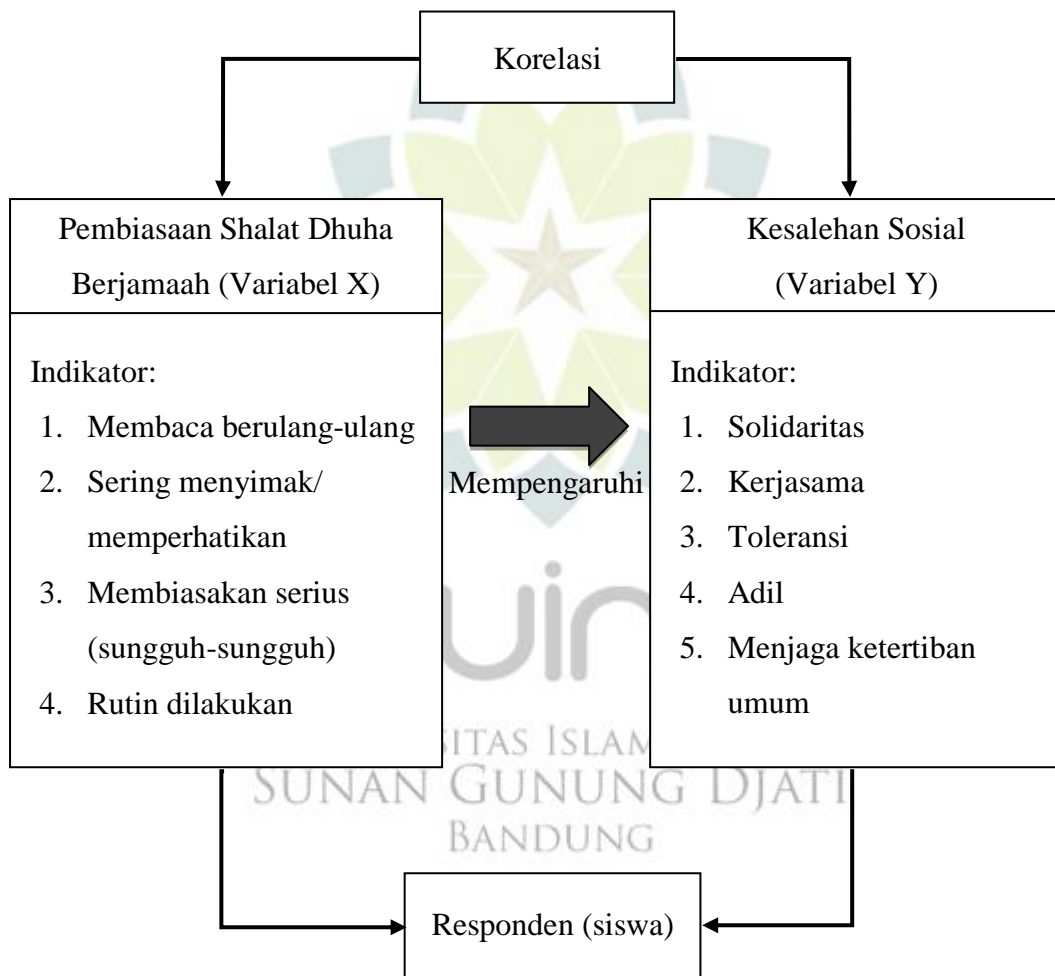 Korelasi
Pembiasaan Shalat Dhuha
Berjamaah (Variabel X)
Indikator:
1. Membaca berulang-ulang
2. Sering menyimak/
memperhatikan
3. Membiasakan serius
(sungguh-sungguh)
4. Rutin dilakukan
Mempengaruhi
Kesalehan Sosial
(Variabel Y)
Indikator:
1. Solidaritas
2. Kerjasama
3. Toleransi
4. Adil
5. Menjaga ketertiban
umum
uin
SITAS ISLAM
SUNAN GUNUNG DJATI
BANDUNG
Responden (siswa)